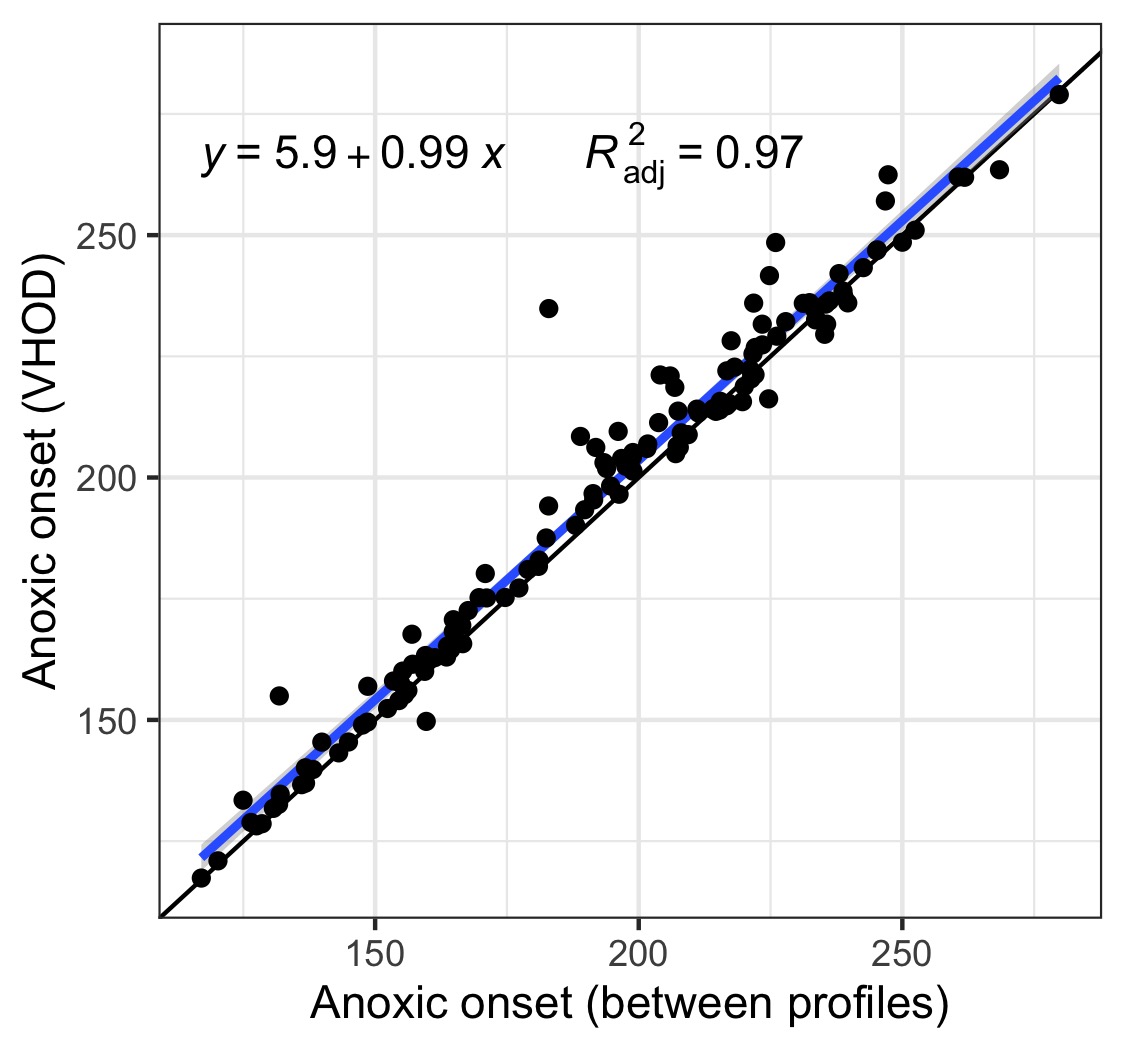 y = 5.9 + 0.99 x R²adj = 0.97
250
200
150
Anoxic onset (VHOD)
150 200 250
Anoxic onset (between profiles)